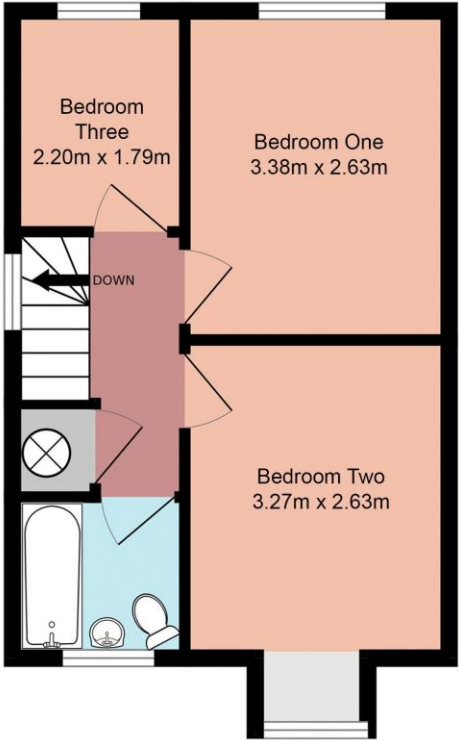 Bedroom
Three
2.20m x 1.79m
Bedroom One
3.38m x 2.63m
DOWN
Bedroom Two
3.27m x 2.63m